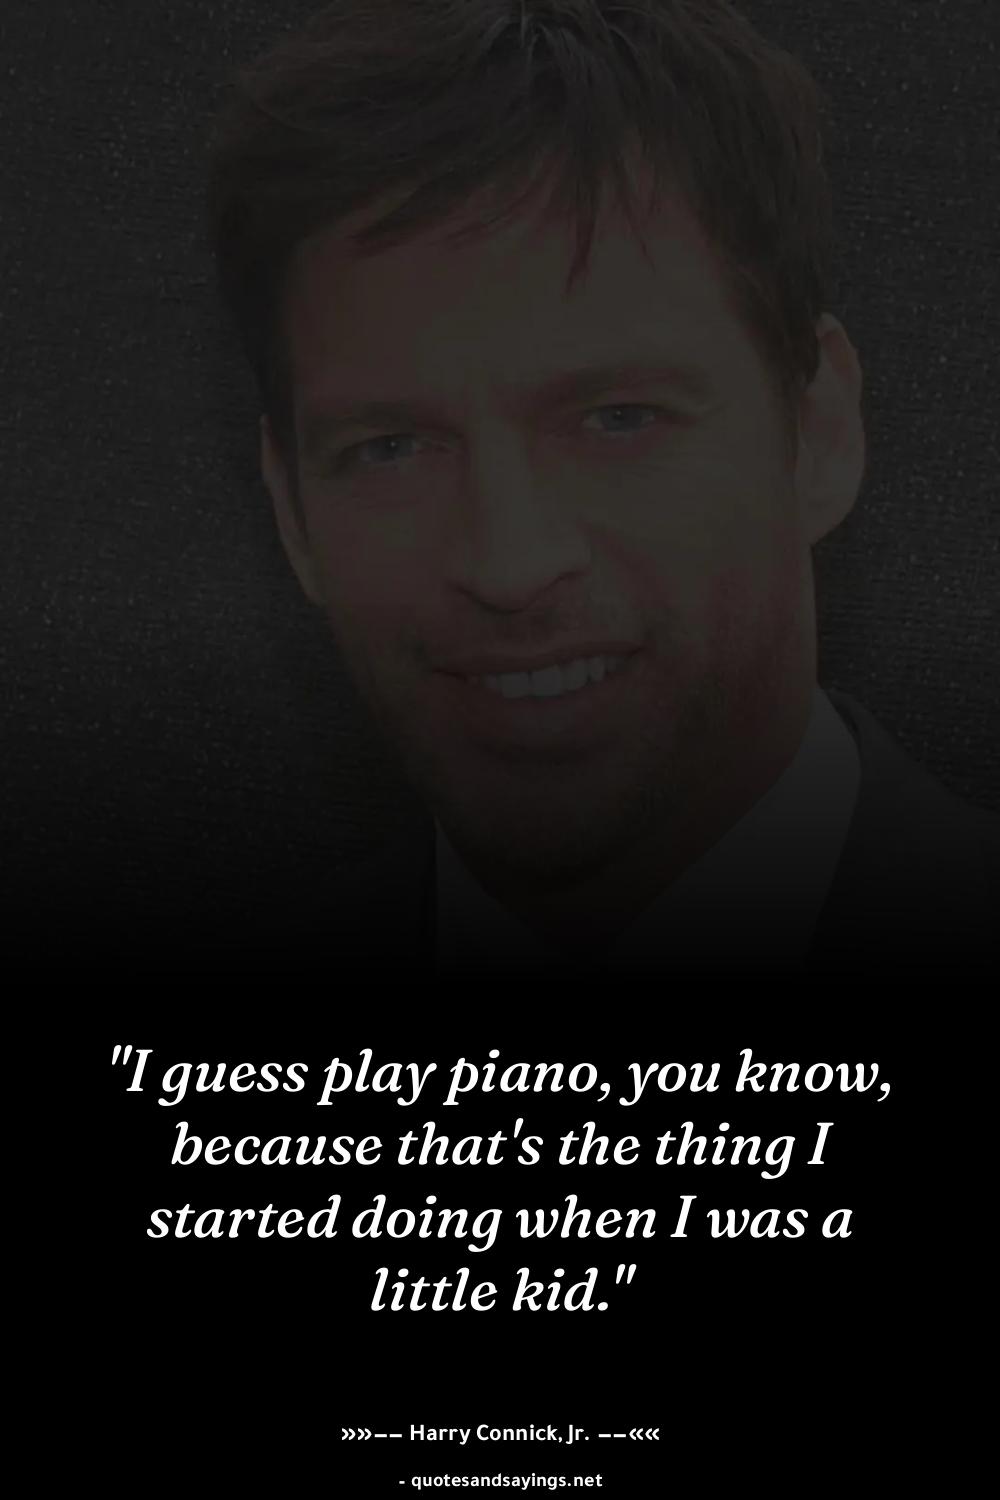 "I guess play piano, you know,
because that's the thing I
started doing when I was a
little kid."
»»–– Harry Connick, Jr. ––««
- quotesandsayings.net